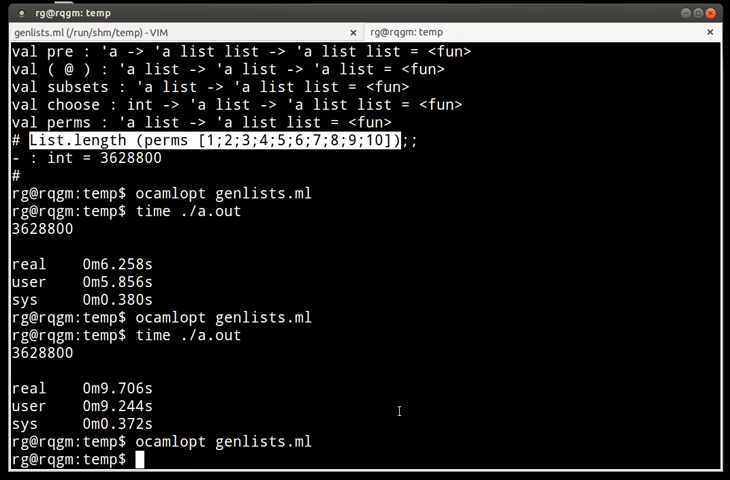 rg@rqgm: temp
genlists.ml (/run/shm/temp) - VIM
rg@rqgm: temp
val pre : 'a -> 'a list list -> 'a list list = <fun>
val ( @ ) : 'a list -> 'a list -> 'a list = <fun>
val subsets : 'a list -> 'a list list = <fun>
val choose : int -> 'a list -> 'a list list = <fun>
val perms : 'a list -> 'a list list = <fun>
# List.length (perms [1;2;3;4;5;6;7;8;9;10]);;
- : int = 3628800
#
rg@rqgm:temp$ ocamlopt genlists.ml
rg@rqgm:temp$ time ./a.out
3628800
real 0m6.258s
user 0m5.856s
sys 0m0.380s
rg@rqgm:temp$ ocamlopt genlists.ml
rg@rqgm:temp$ time ./a.out
3628800
real 0m9.706s
user 0m9.244s
sys 0m0.372s
rg@rqgm:temp$ ocamlopt genlists.ml
rg@rqgm:temp$